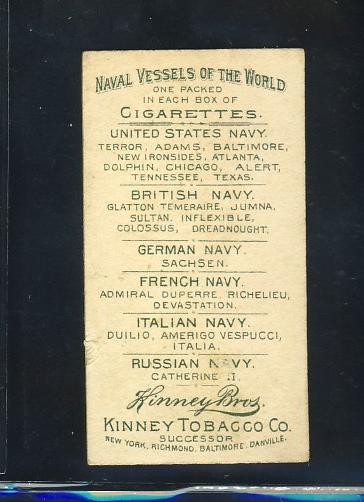 NAVAL VESSELS OF THE WORLD
ONE PACKED
IN EACH BOX OF
CIGARETTES.
UNITED STATES NAVY.
TERROR, ADAMS, BALTIMORE,
NEW IRONSIDES, ATLANTA,
DOLPHIN, CHICAGO, ALERT,
TENNESSEE, TEXAS.
BRITISH NAVY.
GLATTON TEMERAIRE, JUMNA,
SULTAN. INFLEXIBLE,
COLOSSUS, DREADNOUGHT.
GERMAN NAVY.
SACHSEN.
FRENCH NAVY.
ADMIRAL DUPERRE, RICHELIEU,
DEVASTATION.
ITALIAN NAVY.
DUILIO, AMERIGO VESPUCCI,
ITALIA.
RUSSIAN NAVY.
CATHERINE II.
Kinney Bros.
KINNEY TOBACCO CO.
SUCCESSOR
NEW YORK, RICHMOND, BALTIMORE, DANVILLE.